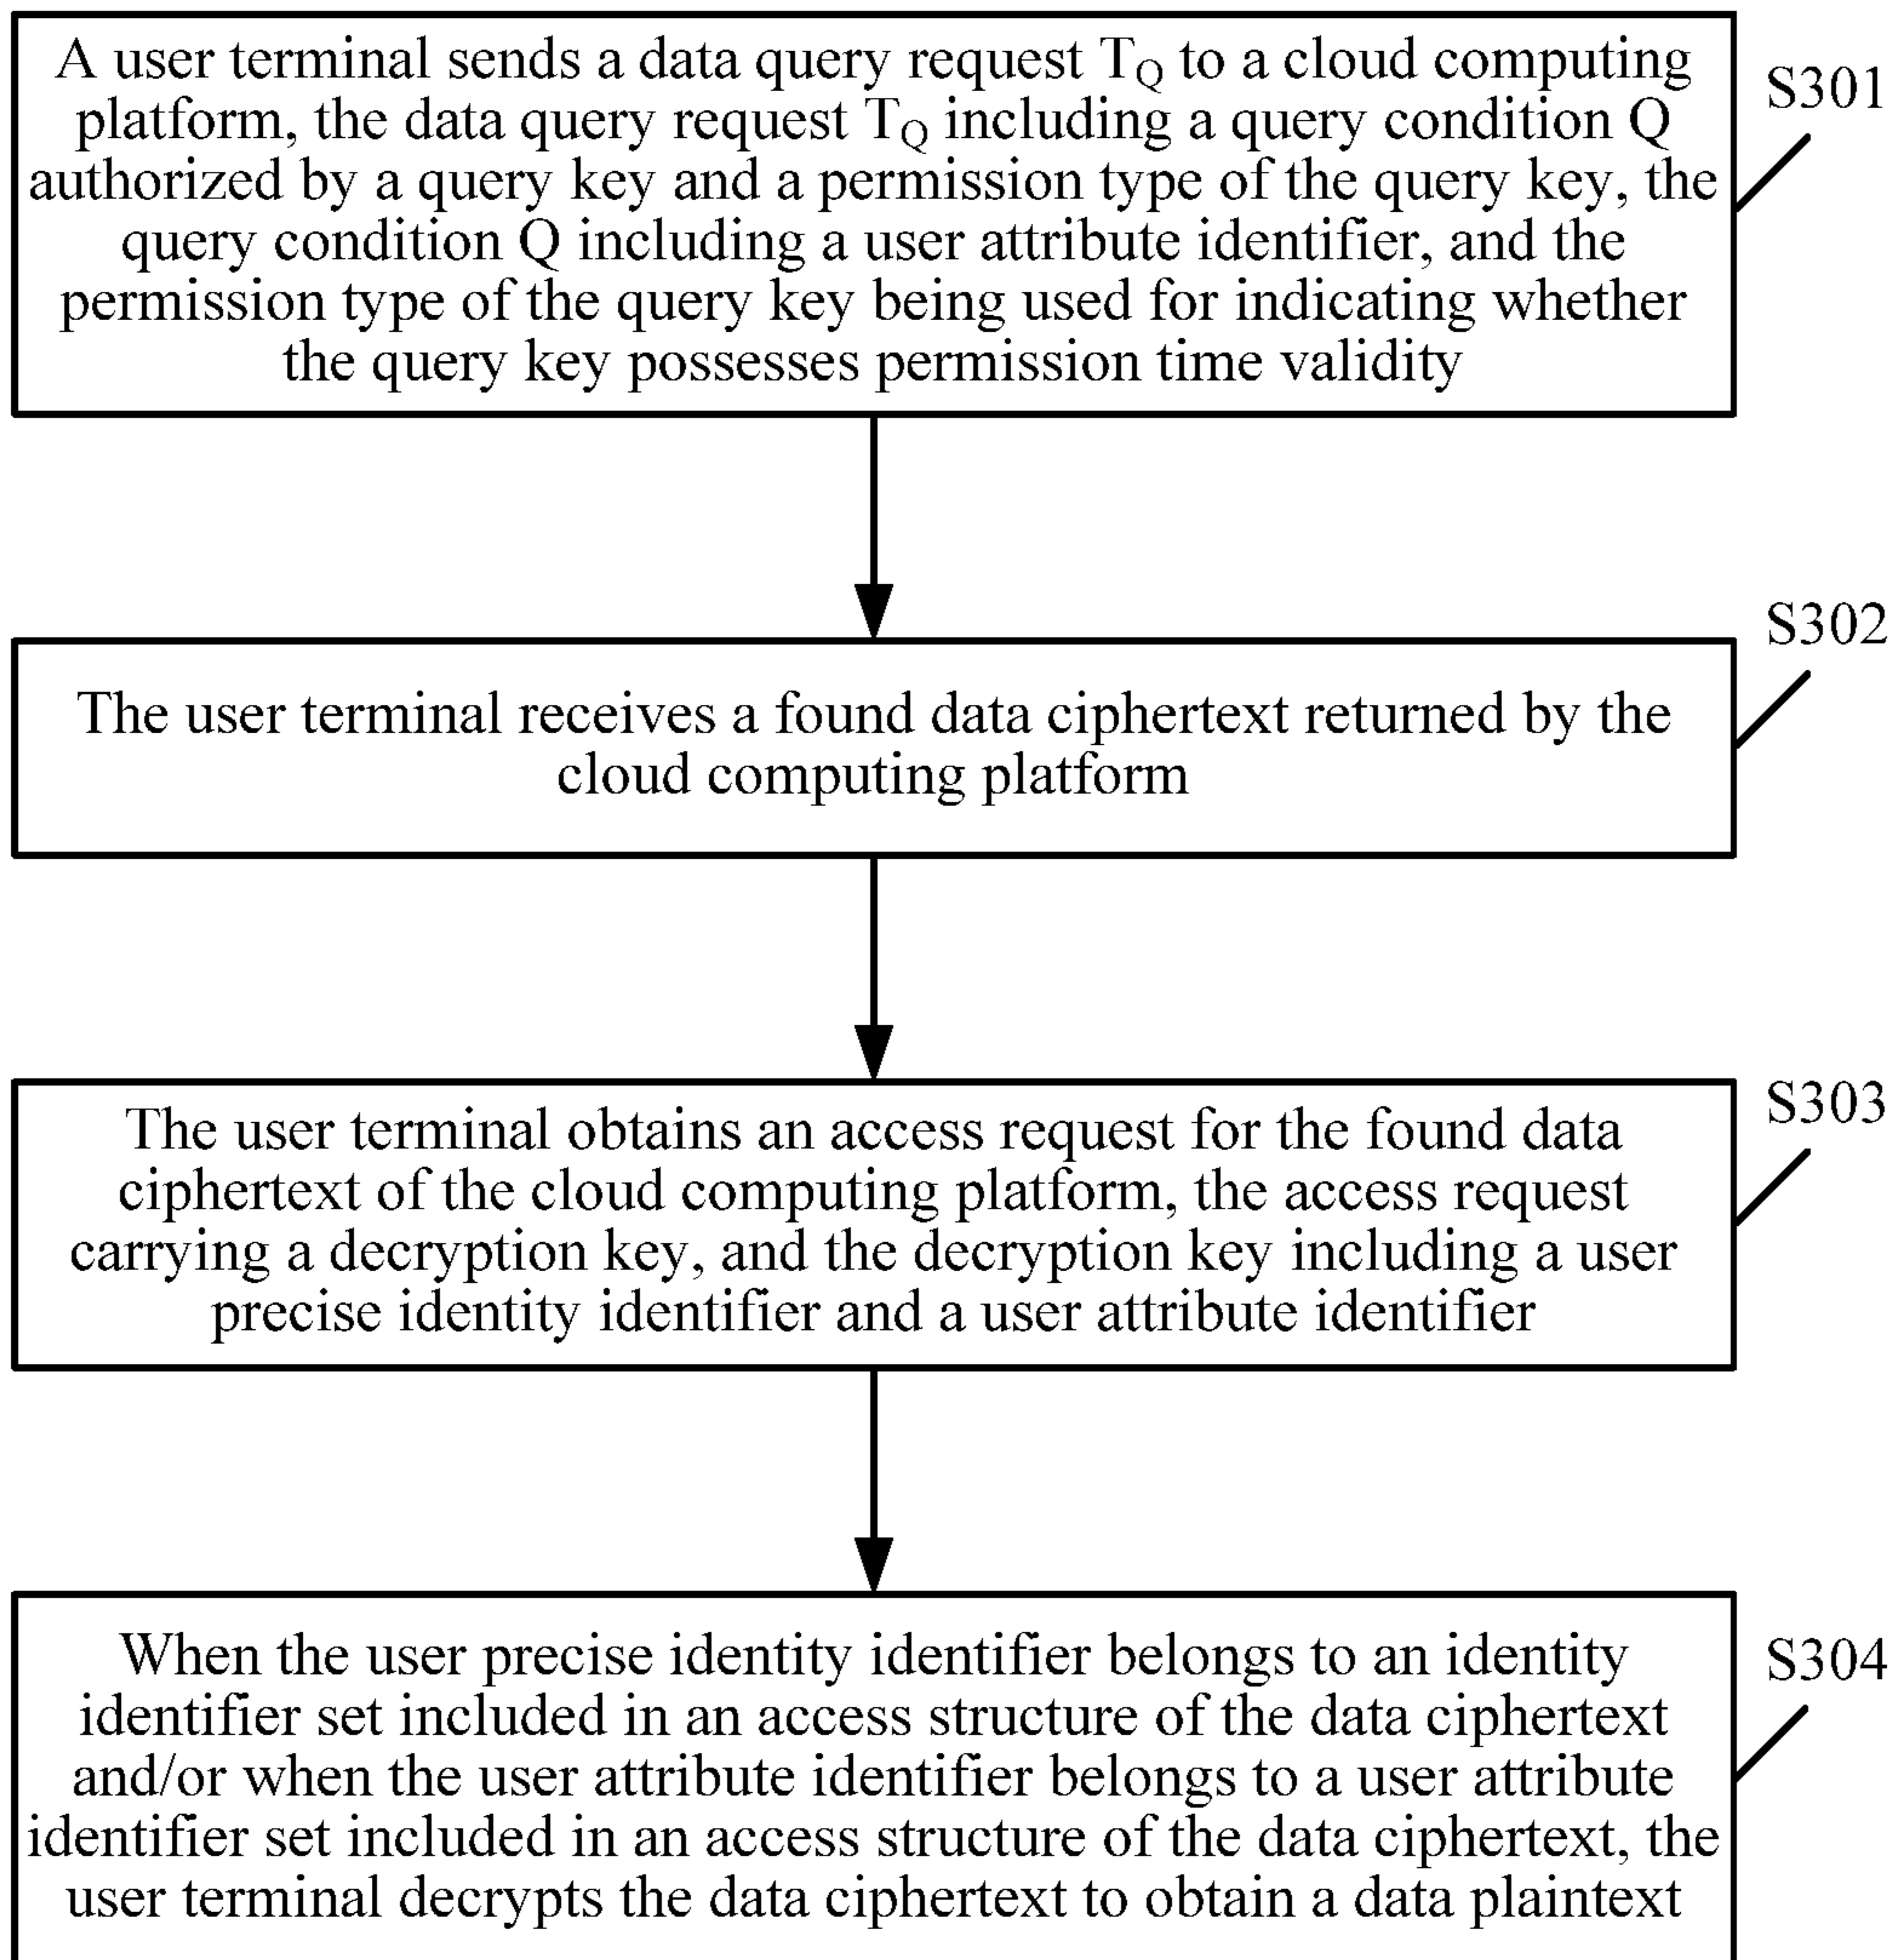 A user terminal sends a data query request TQ to a cloud computing
platform, the data query request TQ including a query condition Q
authorized by a query key and a permission type of the query key, the
query condition Q including a user attribute identifier, and the
permission type of the query key being used for indicating whether
the query key possesses permission time validity
S301
The user terminal receives a found data ciphertext returned by the
cloud computing platform
S302
The user terminal obtains an access request for the found data
ciphertext of the cloud computing platform, the access request
carrying a decryption key, and the decryption key including a user
precise identity identifier and a user attribute identifier
S303
When the user precise identity identifier belongs to an identity
identifier set included in an access structure of the data ciphertext
and/or when the user attribute identifier belongs to a user attribute
identifier set included in an access structure of the data ciphertext, the
user terminal decrypts the data ciphertext to obtain a data plaintext
S304